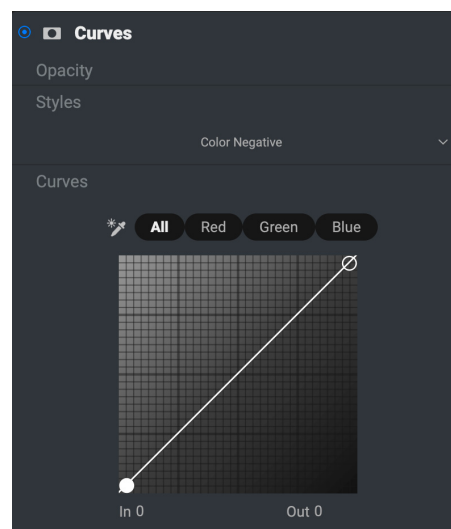 Curves
Opacity
Styles
Color Negative
Curves
All Red Green Blue
In 0 Out 0